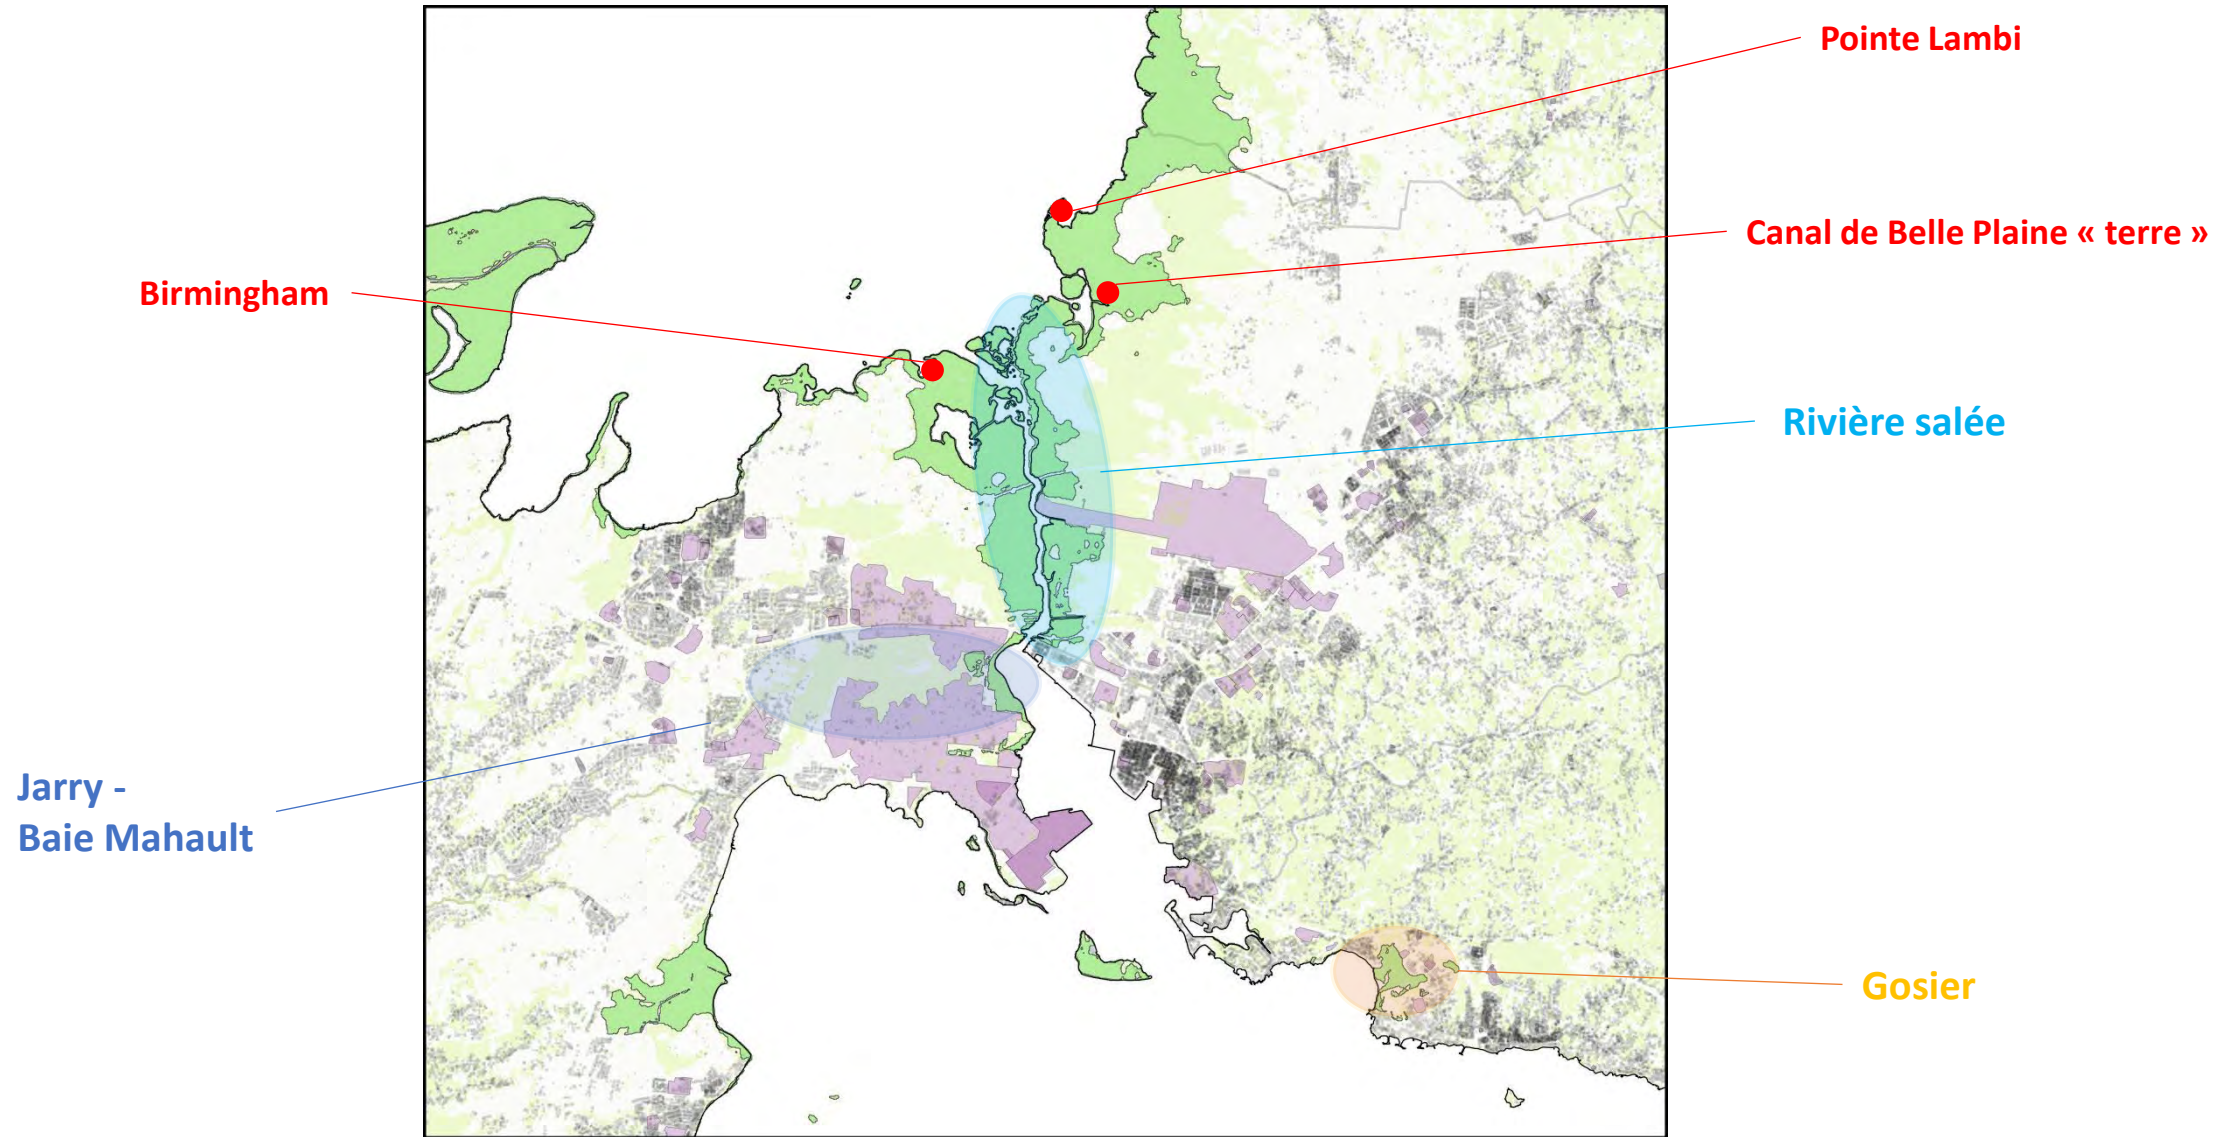 Pointe Lambi
Canal de Belle Plaine « terre »
Birmingham
Rivière salée
Jarry -
Baie Mahault
Gosier